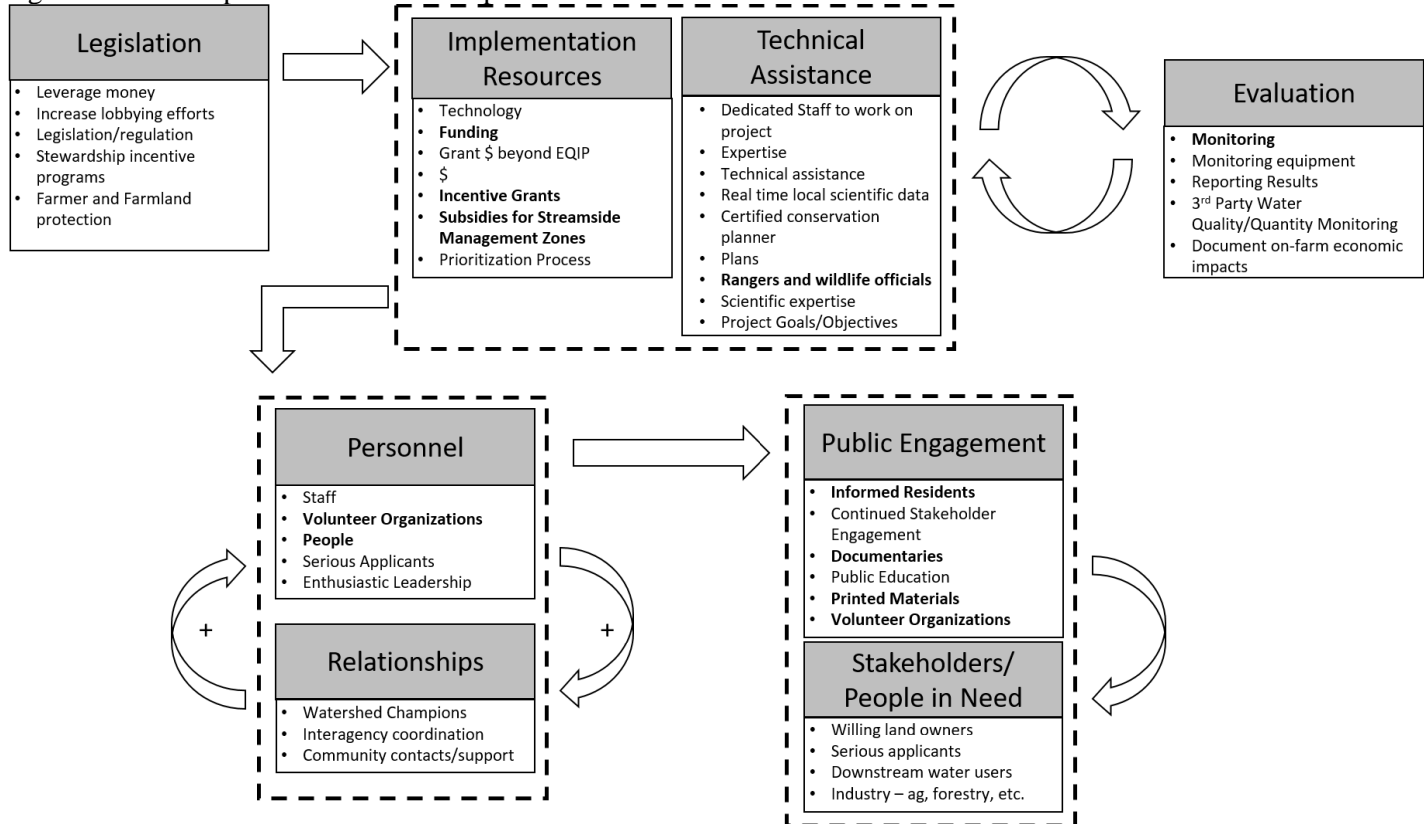 Legislation
• Leverage money
• Increase lobbying efforts
• Legislation/regulation
• Stewardship incentive
programs
• Farmer and Farmland
protection
Implementation
Resources
• Technology
• Funding
• Grant $ beyond EQIP
• $
• Incentive Grants
• Subsidies for Streamside
Management Zones
• Prioritization Process
Technical
Assistance
• Dedicated Staff to work on
project
• Expertise
• Technical assistance
• Real time local scientific data
• Certified conservation
planner
• Plans
• Rangers and wildlife officials
• Scientific expertise
• Project Goals/Objectives
Evaluation
• Monitoring
• Monitoring equipment
• Reporting Results
• 3rd Party Water
Quality/Quantity Monitoring
• Document on-farm economic
impacts
Personnel
• Staff
• Volunteer Organizations
• People
• Serious Applicants
• Enthusiastic Leadership
+
+
Relationships
• Watershed Champions
• Interagency coordination
• Community contacts/support
Public Engagement
• Informed Residents
• Continued Stakeholder
Engagement
• Documentaries
• Public Education
• Printed Materials
• Volunteer Organizations
Stakeholders/
People in Need
• Willing land owners
• Serious applicants
• Downstream water users
• Industry – ag, forestry, etc.